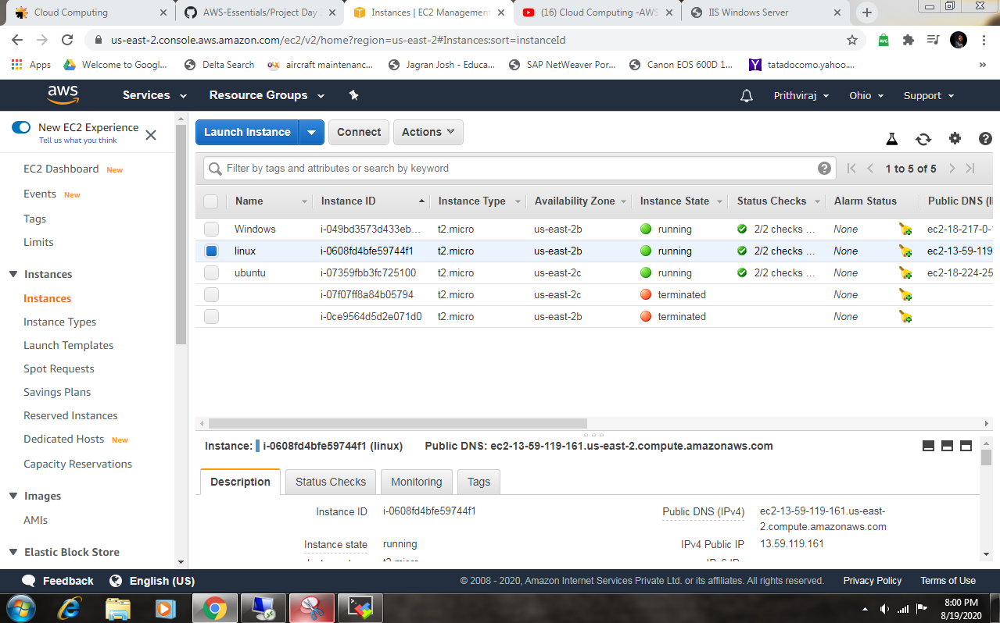 Cloud Computing
AWS-Essentials/Project Day
Instances | EC2 Management
(16) Cloud Computing -AWS
IIS Windows Server
us-east-2.console.aws.amazon.com/ec2/v2/home?region=us-east-2#Instances:sort=instanceId
Apps Welcome to Googl... Delta Search aircraft maintenanc... Jagran Josh - Educa... SAP NetWeaver Por... Canon EOS 600D 1... tatadocomo.yahoo.... »
aws Services Resource Groups Prithviraj Ohio Support
New EC2 Experience
Tell us what you think
EC2 Dashboard New
Events New
Tags
Limits
Instances
Instances
Instance Types
Launch Templates
Spot Requests
Savings Plans
Reserved Instances
Dedicated Hosts New
Capacity Reservations
Images
AMIs
Elastic Block Store
Launch Instance Connect Actions
Filter by tags and attributes or search by keyword 1 to 5 of 5
Name Instance ID Instance Type Availability Zone Instance State Status Checks Alarm Status Public DNS (I
Windows i-049bd3573d433eb... t2.micro us-east-2b running 2/2 checks ... None ec2-18-217-0-1
linux i-0608fd4bfe59744f1 t2.micro us-east-2b running 2/2 checks ... None ec2-13-59-119
ubuntu i-07359fbb3fc725100 t2.micro us-east-2c running 2/2 checks ... None ec2-18-224-25
i-07f07ff8a84b05794 t2.micro us-east-2c terminated None
i-0ce9564d5d2e071d0 t2.micro us-east-2b terminated None
Instance: i-0608fd4bfe59744f1 (linux) Public DNS: ec2-13-59-119-161.us-east-2.compute.amazonaws.com
Description Status Checks Monitoring Tags
Instance ID i-0608fd4bfe59744f1
Public DNS (IPv4) ec2-13-59-119-161.us-east-
2.compute.amazonaws.com
Instance state running
IPv4 Public IP 13.59.119.161
Feedback English (US) © 2008 - 2020, Amazon Internet Services Private Ltd. or its affiliates. All rights reserved. Privacy Policy Terms of Use
8:00 PM
8/19/2020